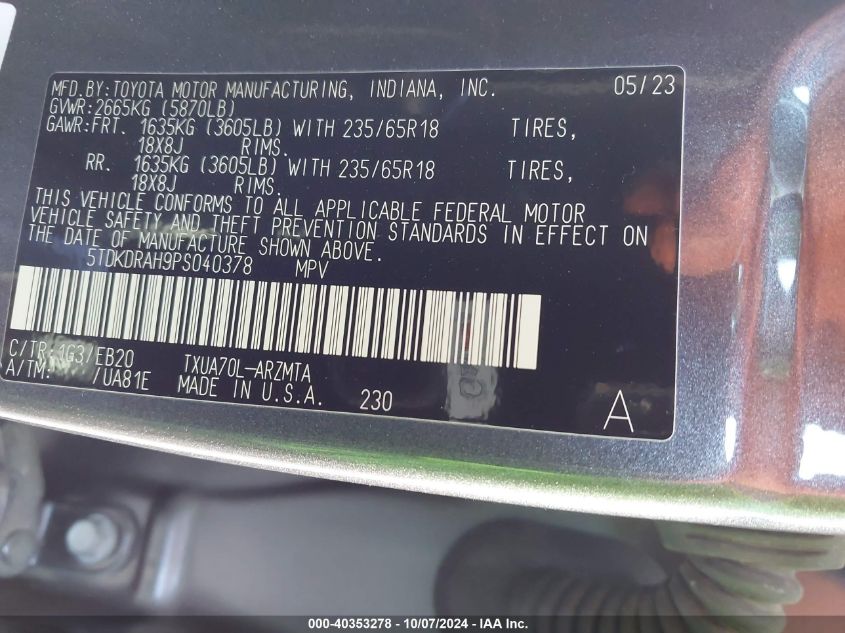 MFD.BY:TOYOTA MOTOR MANUFACTURING, INDIANA, INC. 05/23
GVWR:2665KG (5870LB)
GAWR:FRT. 1635KG (3605LB) WITH 235/65R18 TIRES,
18X8J RIMS.
RR. 1635KG (3605LB) WITH 235/65R18 TIRES,
18X8J RIMS.
THIS VEHICLE CONFORMS TO ALL APPLICABLE FEDERAL MOTOR
VEHICLE SAFETY AND THEFT PREVENTION STANDARDS IN EFFECT ON
THE DATE OF MANUFACTURE SHOWN ABOVE.
5TDKDRAH9PS040378 MPV
C/TR:1G3/EB20 TXUA70L-ARZMTA
A/TM: /UA81E MADE IN U.S.A. 230 A
000-40353278 - 10/07/2024 - IAA Inc.